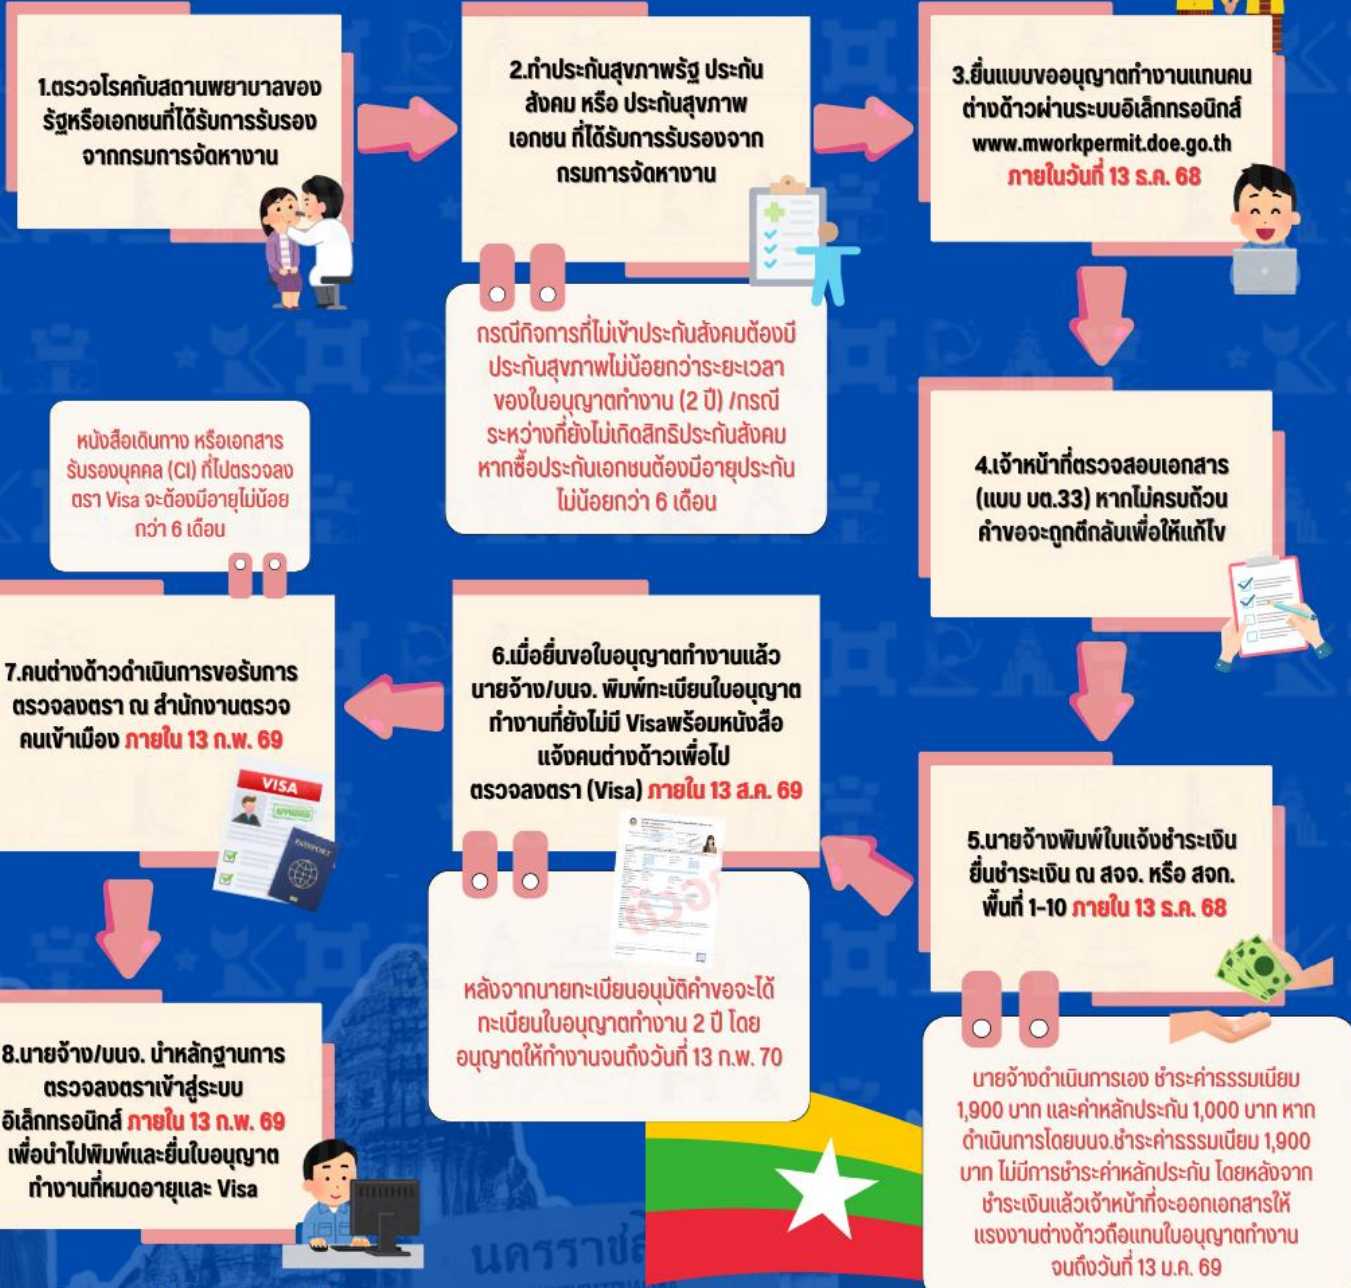 1.ตรวจโรคกับสถานพยาบาลของ
รัฐหรือเอกชนที่ได้รับการรับรอง
จากกรมการจัดหางาน
2.ทำประกันสุขภาพรัฐ ประกัน
สังคม หรือ ประกันสุขภาพ
เอกชน ที่ได้รับการรับรองจาก
กรมการจัดหางาน
กรณีกิจการที่ไม่เข้าประกันสังคมต้องมี
ประกันสุขภาพไม่น้อยกว่าระยะเวลา
ของใบอนุญาตทำงาน (2 ปี) /กรณี
ระหว่างที่ยังไม่เกิดสิทธิประกันสังคม
หากซื้อประกันเอกชนต้องมีอายุประกัน
ไม่น้อยกว่า 6 เดือน
3.ยื่นแบบขออนุญาตทำงานแทนคน
ต่างด้าวผ่านระบบอิเล็กทรอนิกส์
www.mworkpermit.doe.go.th
ภายในวันที่ 13 ธ.ค. 68
4.เจ้าหน้าที่ตรวจสอบเอกสาร
(แบบ บต.33) หากไม่ครบถ้วน
คำขอจะถูกตีกลับเพื่อให้แก้ไข
5.นายจ้างพิมพ์ใบแจ้งชำระเงิน
ยื่นชำระเงิน ณ สจจ. หรือ สจก.
พื้นที่ 1-10 ภายใน 13 ธ.ค. 68
นายจ้างดำเนินการเอง ชำระค่าธรรมเนียม
1,900 บาท และค่าหลักประกัน 1,000 บาท หาก
ดำเนินการโดยบนจ.ชำระค่าธรรมเนียม 1,900
บาท ไม่มีการชำระค่าหลักประกัน โดยหลังจาก
ชำระเงินแล้วเจ้าหน้าที่จะออกเอกสารให้
แรงงานต่างด้าวถือแทนใบอนุญาตทำงาน
จนถึงวันที่ 13 ม.ค. 69
6.เมื่อยื่นขอใบอนุญาตทำงานแล้ว
นายจ้าง/บนจ. พิมพ์ทะเบียนใบอนุญาต
ทำงานที่ยังไม่มี Visaพร้อมหนังสือ
แจ้งคนต่างด้าวเพื่อไป
ตรวจลงตรา (Visa) ภายใน 13 ส.ค. 69
หลังจากนายทะเบียนอนุมัติคำขอจะได้
ทะเบียนใบอนุญาตทำงาน 2 ปี โดย
อนุญาตให้ทำงานจนถึงวันที่ 13 ก.พ. 70
หนังสือเดินทาง หรือเอกสาร
รับรองบุคคล (CI) ที่ไปตรวจลง
ตรา Visa จะต้องมีอายุไม่น้อย
กว่า 6 เดือน
7.คนต่างด้าวดำเนินการขอรับการ
ตรวจลงตรา ณ สำนักงานตรวจ
คนเข้าเมือง ภายใน 13 ก.พ. 69
VISA
APPROVED
PASSPORT
8.นายจ้าง/บนจ. นำหลักฐานการ
ตรวจลงตราเข้าสู่ระบบ
อิเล็กทรอนิกส์ ภายใน 13 ก.พ. 69
เพื่อนำไปพิมพ์และยื่นใบอนุญาต
ทำงานที่หมดอายุและ Visa